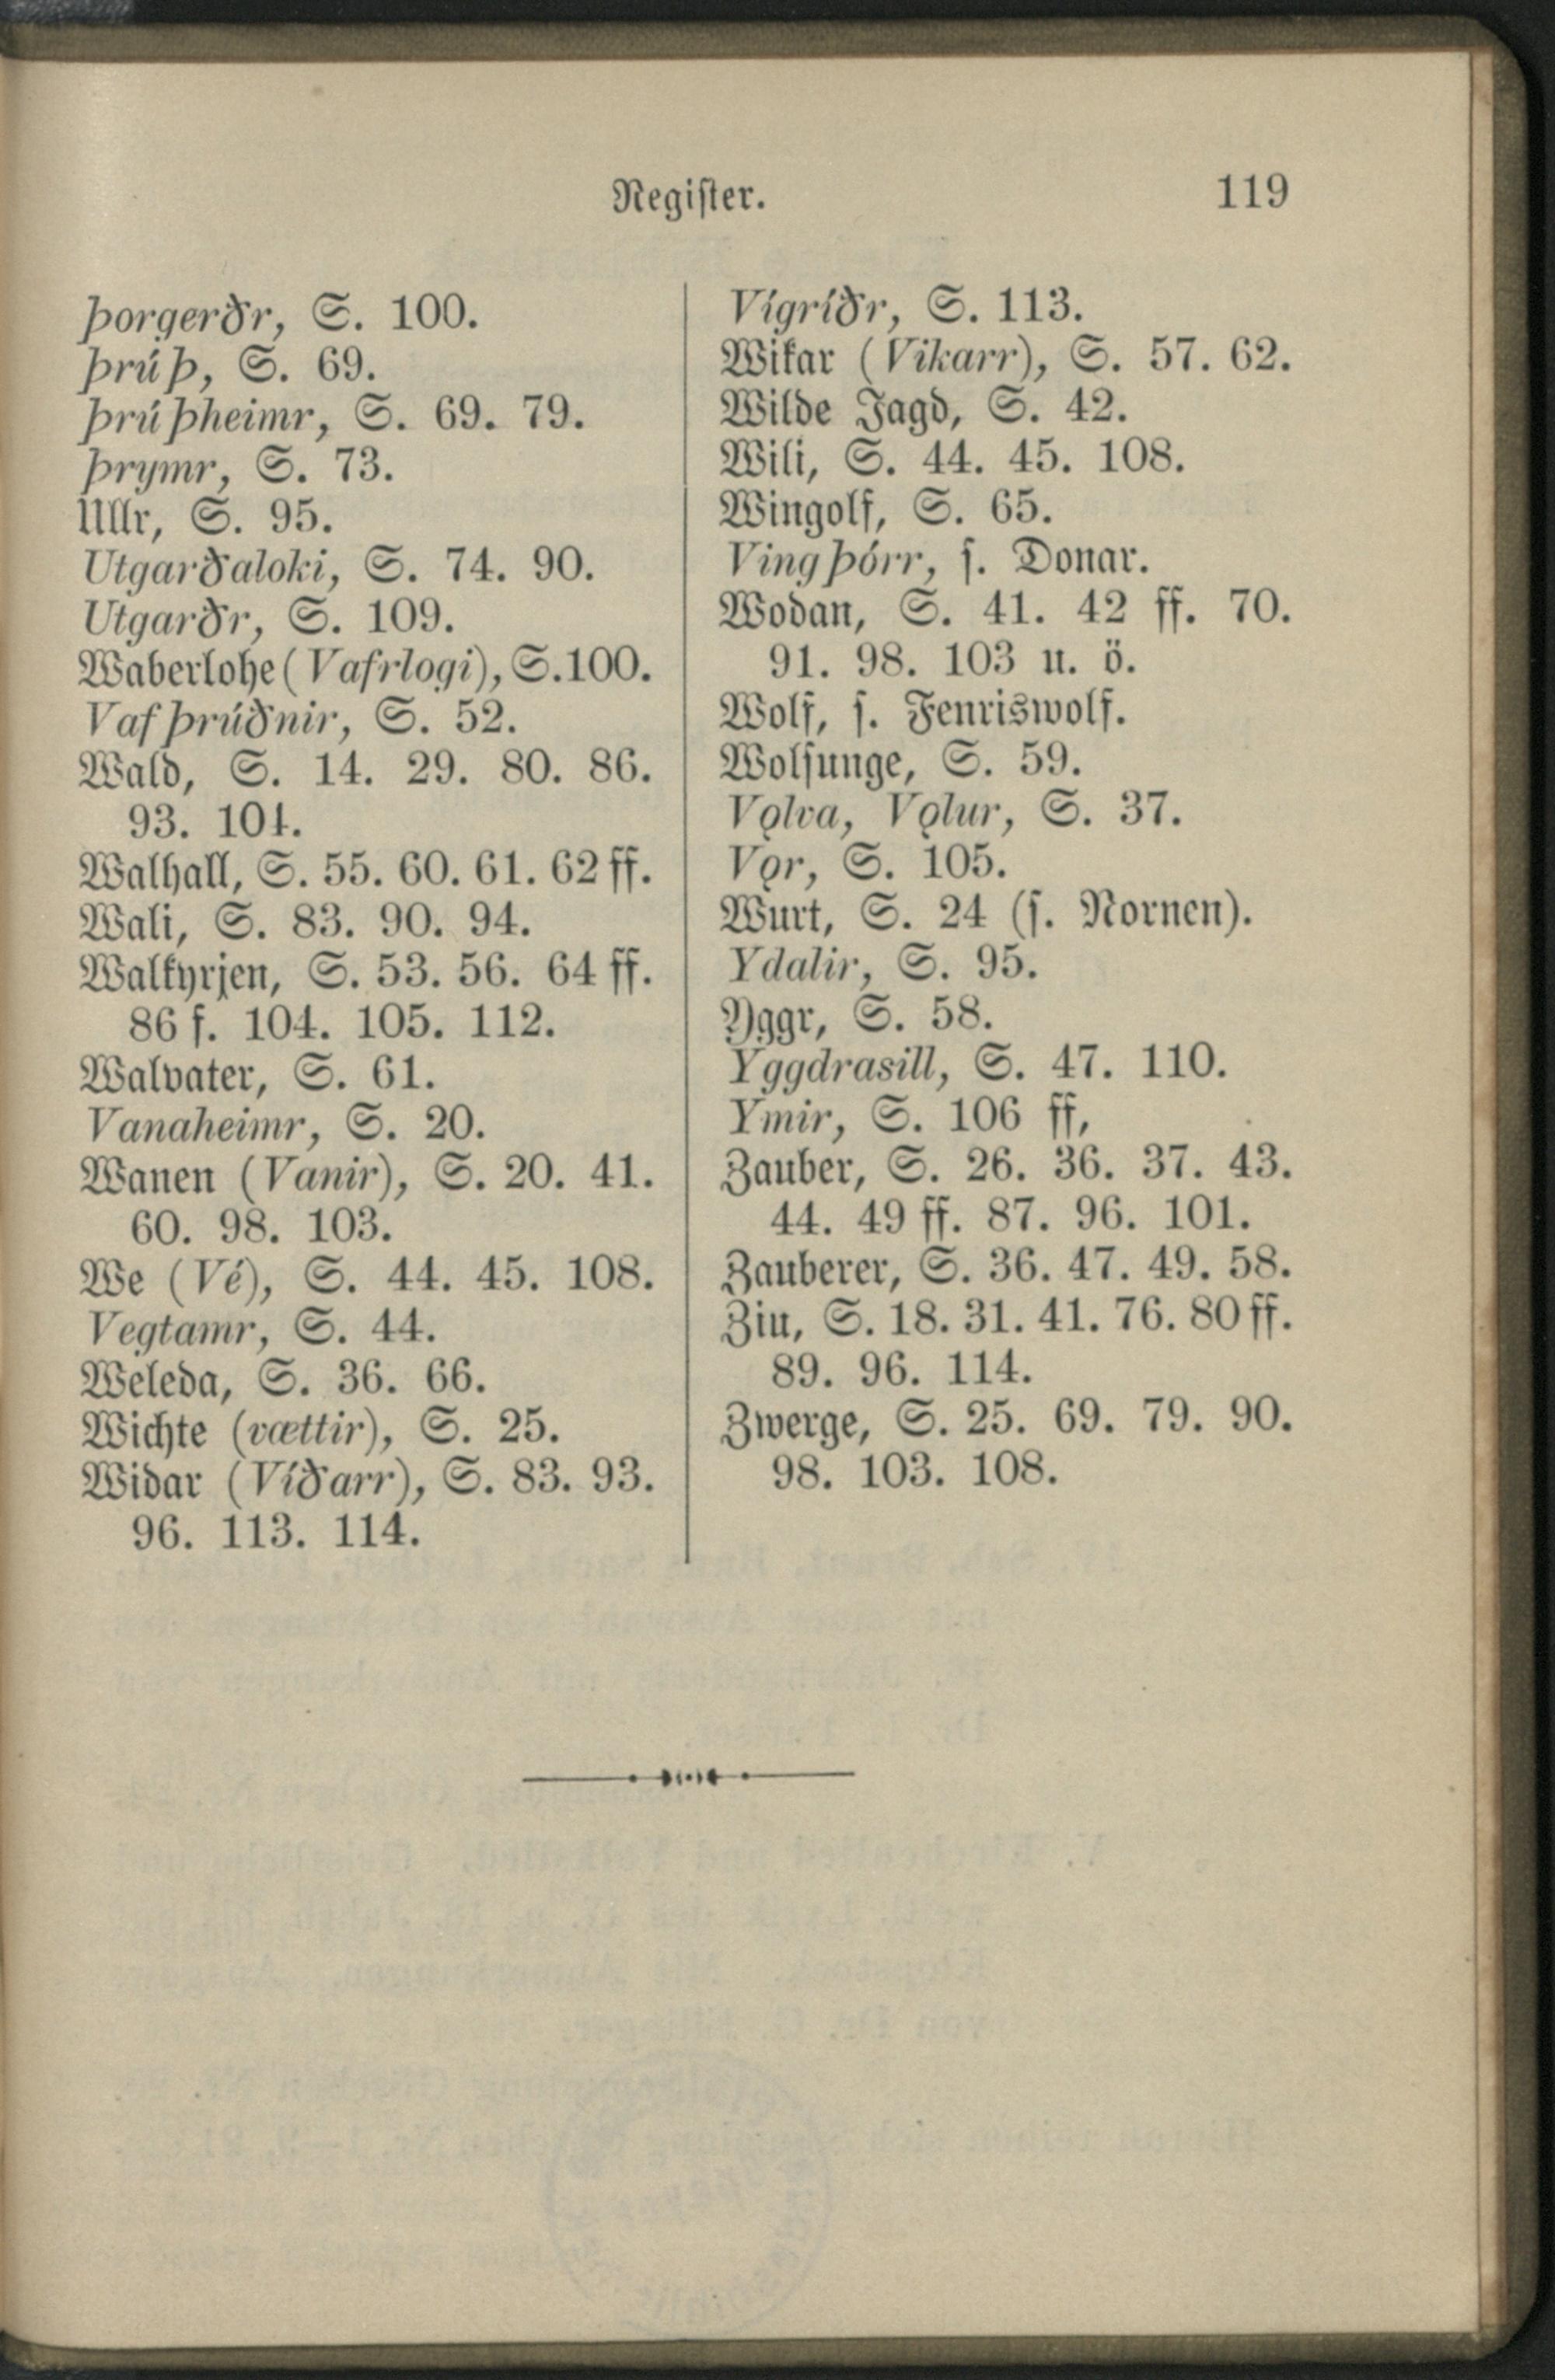 Regiſter. 119
þorgerðr, S. 100.
þrúþ, S. 69.
þrúþheimr, S. 69. 79.
þrymr, S. 73.
Ullr, S. 95.
Utgarðaloki, S. 74. 90.
Utgarðr, S. 109.
Waberlohe (Vafrlogi), S. 100.
Vafþrúðnir, S. 52.
Wald, S. 14. 29. 80. 86.
93. 104.
Walhall, S. 55. 60. 61. 62 ff.
Wali, S. 83. 90. 94.
Walkyrjen, S. 53. 56. 64 ff.
86 f. 104. 105. 112.
Walvater, S. 61.
Vanaheimr, S. 20.
Wanen (Vanir), S. 20. 41.
60. 98. 103.
We (Vé), S. 44. 45. 108.
Vegtamr, S. 44.
Weleda, S. 36. 66.
Wichte (vættir), S. 25.
Widar (Víðarr), S. 83. 93.
96. 113. 114.
Vígríðr, S. 113.
Wikar (Vikarr), S. 57. 62.
Wilde Jagd, S. 42.
Wili, S. 44. 45. 108.
Wingolf, S. 65.
Vingþórr, ſ. Donar.
Wodan, S. 41. 42 ff. 70.
91. 98. 103 u. ö.
Wolf, ſ. Fenriswolf.
Wolſunge, S. 59.
Vǫlva, Vǫlur, S. 37.
Vǫr, S. 105.
Wurt, S. 24 (ſ. Nornen).
Ydalir, S. 95.
Yggr, S. 58.
Yggdrasill, S. 47. 110.
Ymir, S. 106 ff,
Zauber, S. 26. 36. 37. 43.
44. 49 ff. 87. 96. 101.
Zauberer, S. 36. 47. 49. 58.
Ziu, S. 18. 31. 41. 76. 80 ff.
89. 96. 114.
Zwerge, S. 25. 69. 79. 90.
98. 103. 108.